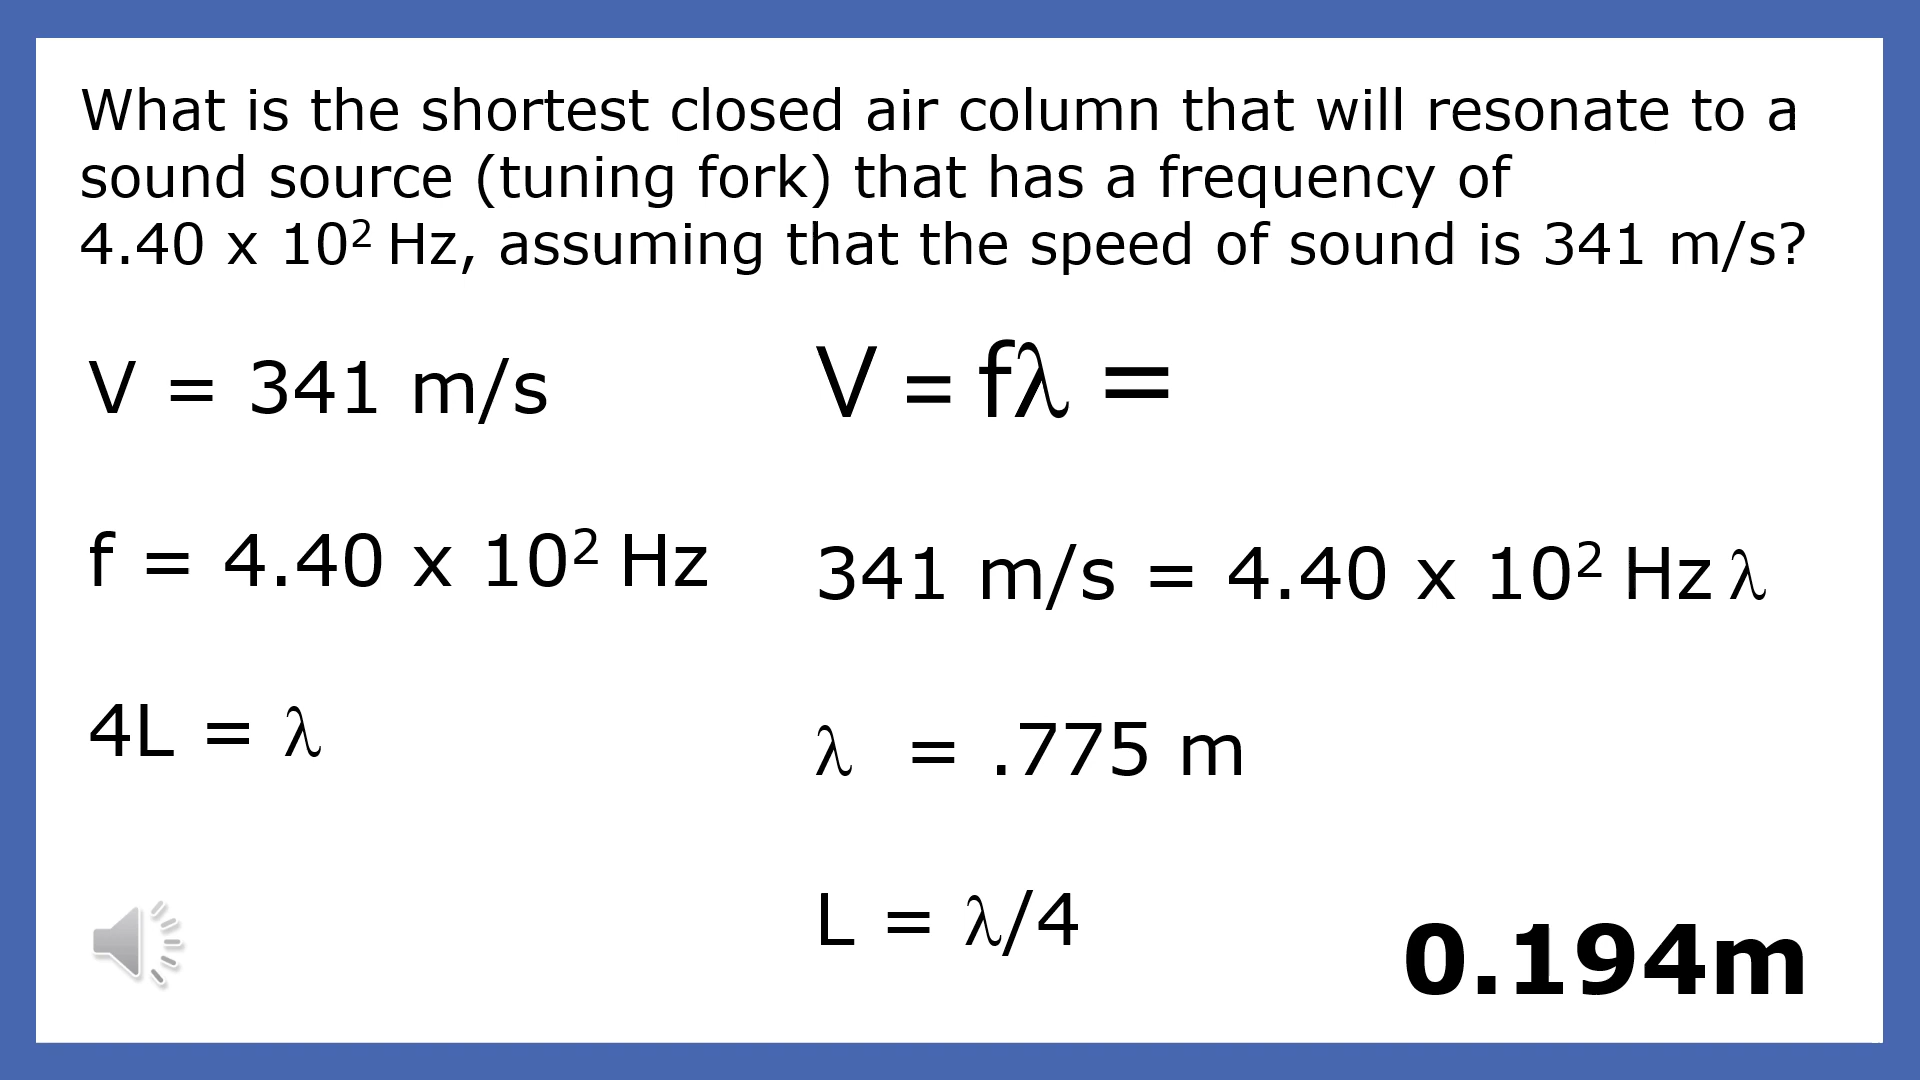 What is the shortest closed air column that will resonate to a
sound source (tuning fork) that has a frequency of
4.40 x 10² Hz, assuming that the speed of sound is 341 m/s?
V = 341 m/s
f = 4.40 x 10² Hz
4L = λ
V = fλ =
341 m/s = 4.40 x 10² Hz λ
λ = .775 m
L = λ/4
0.194m